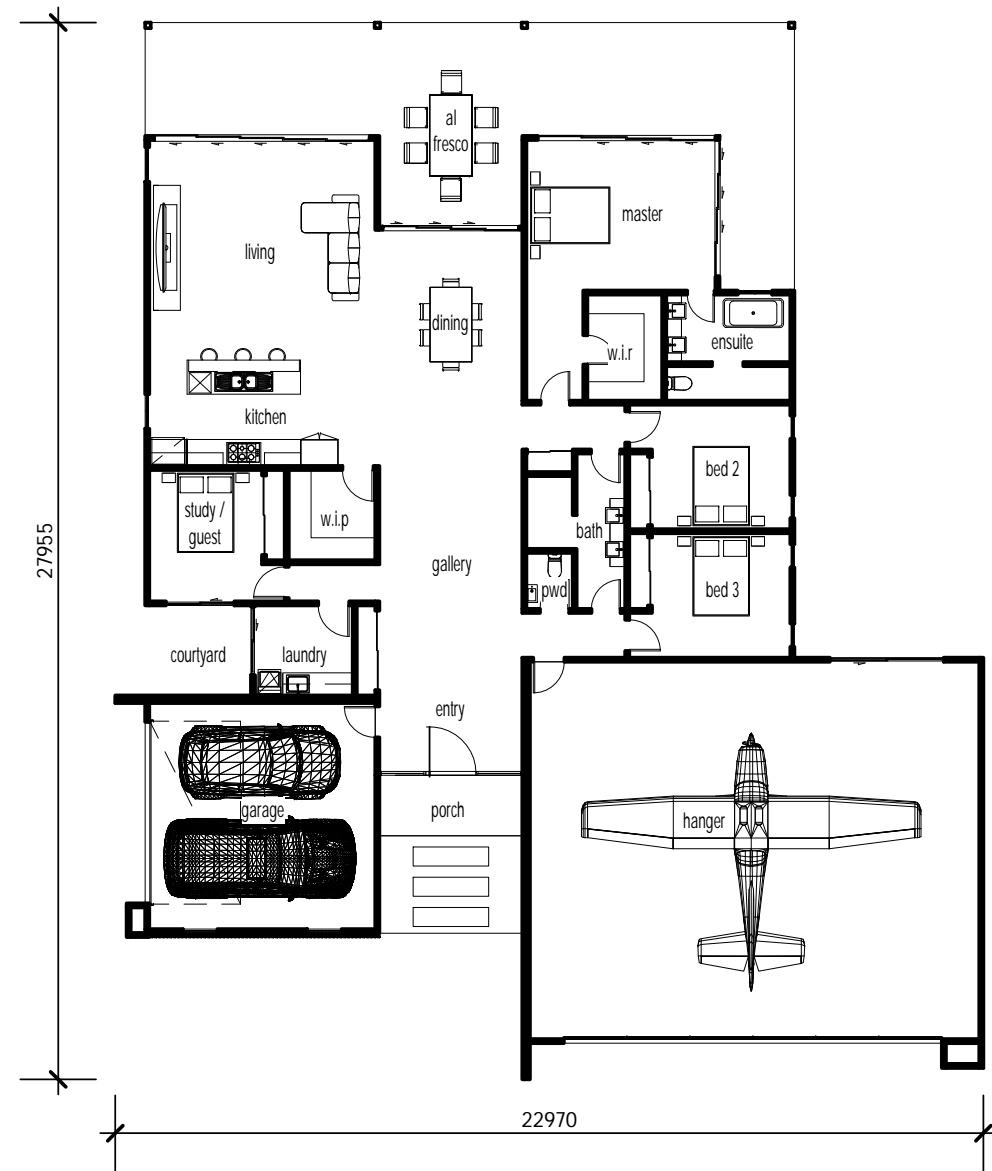 al
fresco
master
living
dining
ensuite
w.i.r
kitchen
bed 2
study /
guest
w.i.p
bath
gallery
bed 3
pwd
27955
courtyard
laundry
entry
garage
porch
hanger
22970